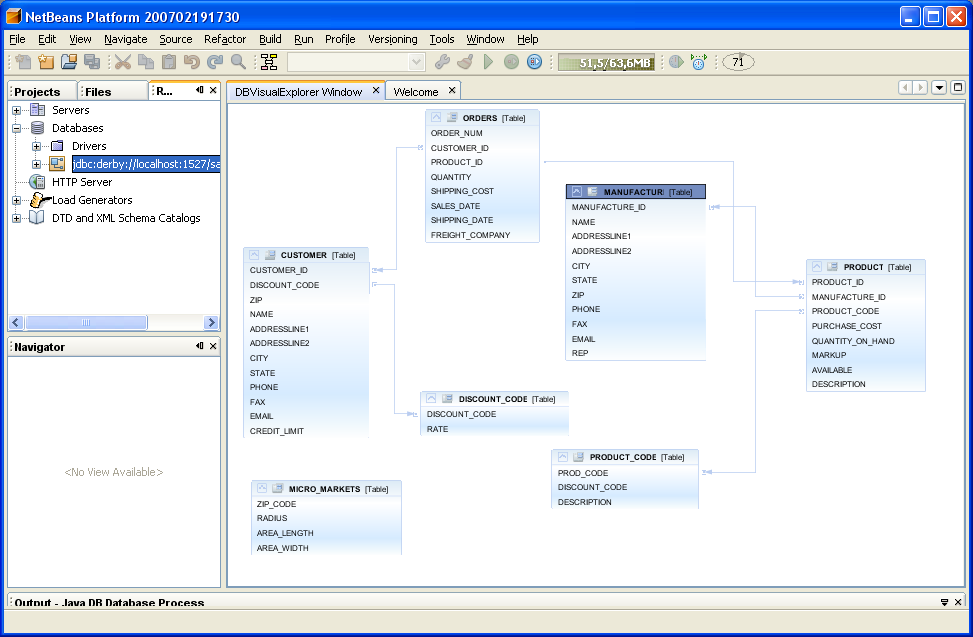 NetBeans Platform 200702191730
File Edit View Navigate Source Refactor Build Run Profile Versioning Tools Window Help
51,5/63,6MB
71
Projects Files R...
DBVisualExplorer Window Welcome
Servers
Databases
Drivers
jdbc:derby://localhost:1527/sa
HTTP Server
Load Generators
DTD and XML Schema Catalogs
Navigator
<No View Available>
ORDERS [Table]
ORDER_NUM
CUSTOMER_ID
PRODUCT_ID
QUANTITY
SHIPPING_COST
SALES_DATE
SHIPPING_DATE
FREIGHT_COMPANY
MANUFACTUR [Table]
MANUFACTURE_ID
NAME
ADDRESSLINE1
ADDRESSLINE2
CITY
STATE
ZIP
PHONE
FAX
EMAIL
REP
CUSTOMER [Table]
CUSTOMER_ID
DISCOUNT_CODE
ZIP
NAME
ADDRESSLINE1
ADDRESSLINE2
CITY
STATE
PHONE
FAX
EMAIL
CREDIT_LIMIT
PRODUCT [Table]
PRODUCT_ID
MANUFACTURE_ID
PRODUCT_CODE
PURCHASE_COST
QUANTITY_ON_HAND
MARKUP
AVAILABLE
DESCRIPTION
DISCOUNT_CODE [Table]
DISCOUNT_CODE
RATE
PRODUCT_CODE [Table]
PROD_CODE
DISCOUNT_CODE
DESCRIPTION
MICRO_MARKETS [Table]
ZIP_CODE
RADIUS
AREA_LENGTH
AREA_WIDTH
Output - Java DB Database Process